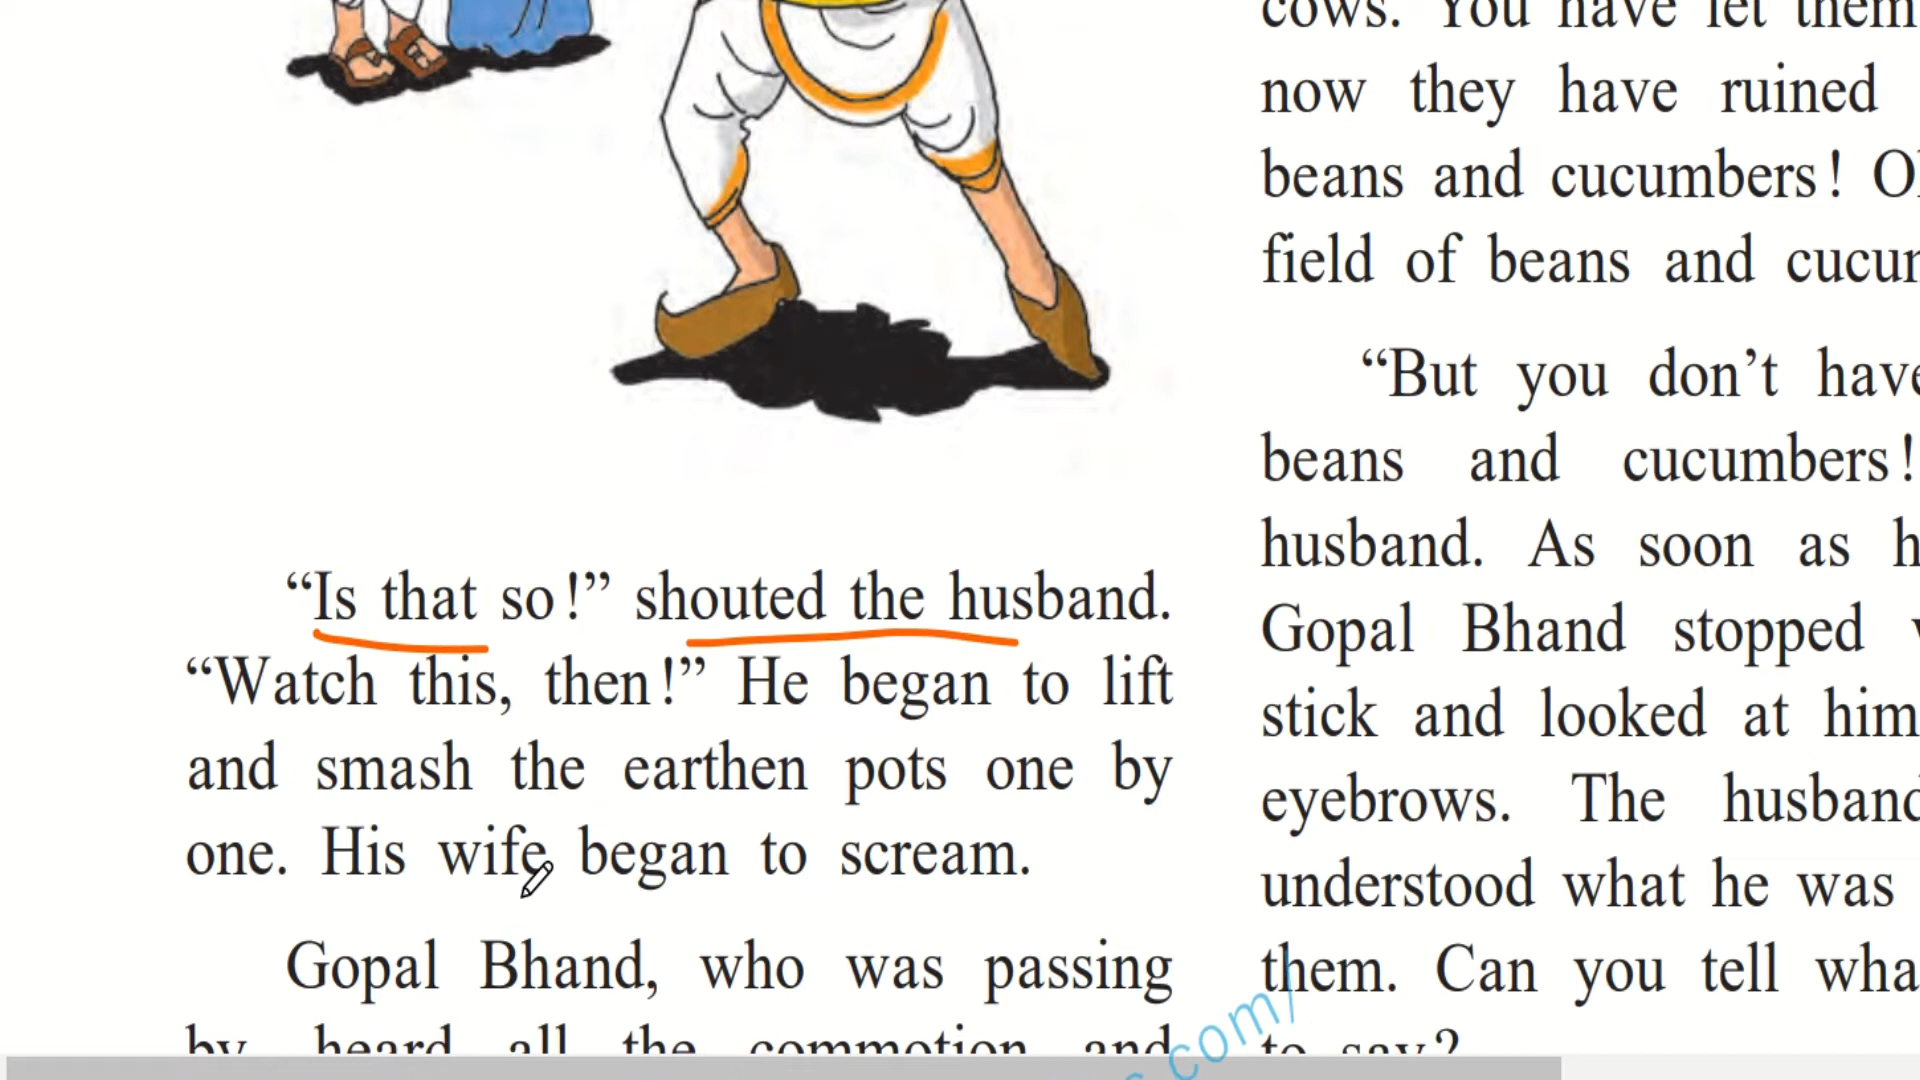 “Is that so!” shouted the husband.
“Watch this, then!” He began to lift
and smash the earthen pots one by
one. His wife began to scream.
Gopal Bhand, who was passing
by, heard all the commotion and
cows. You have let them
now they have ruined
beans and cucumbers!
field of beans and
“But you don’t have
beans and cucumbers!
husband. As soon as
Gopal Bhand stopped
stick and looked at him
eyebrows. The husband
understood what he was
them. Can you tell
to say?
com/